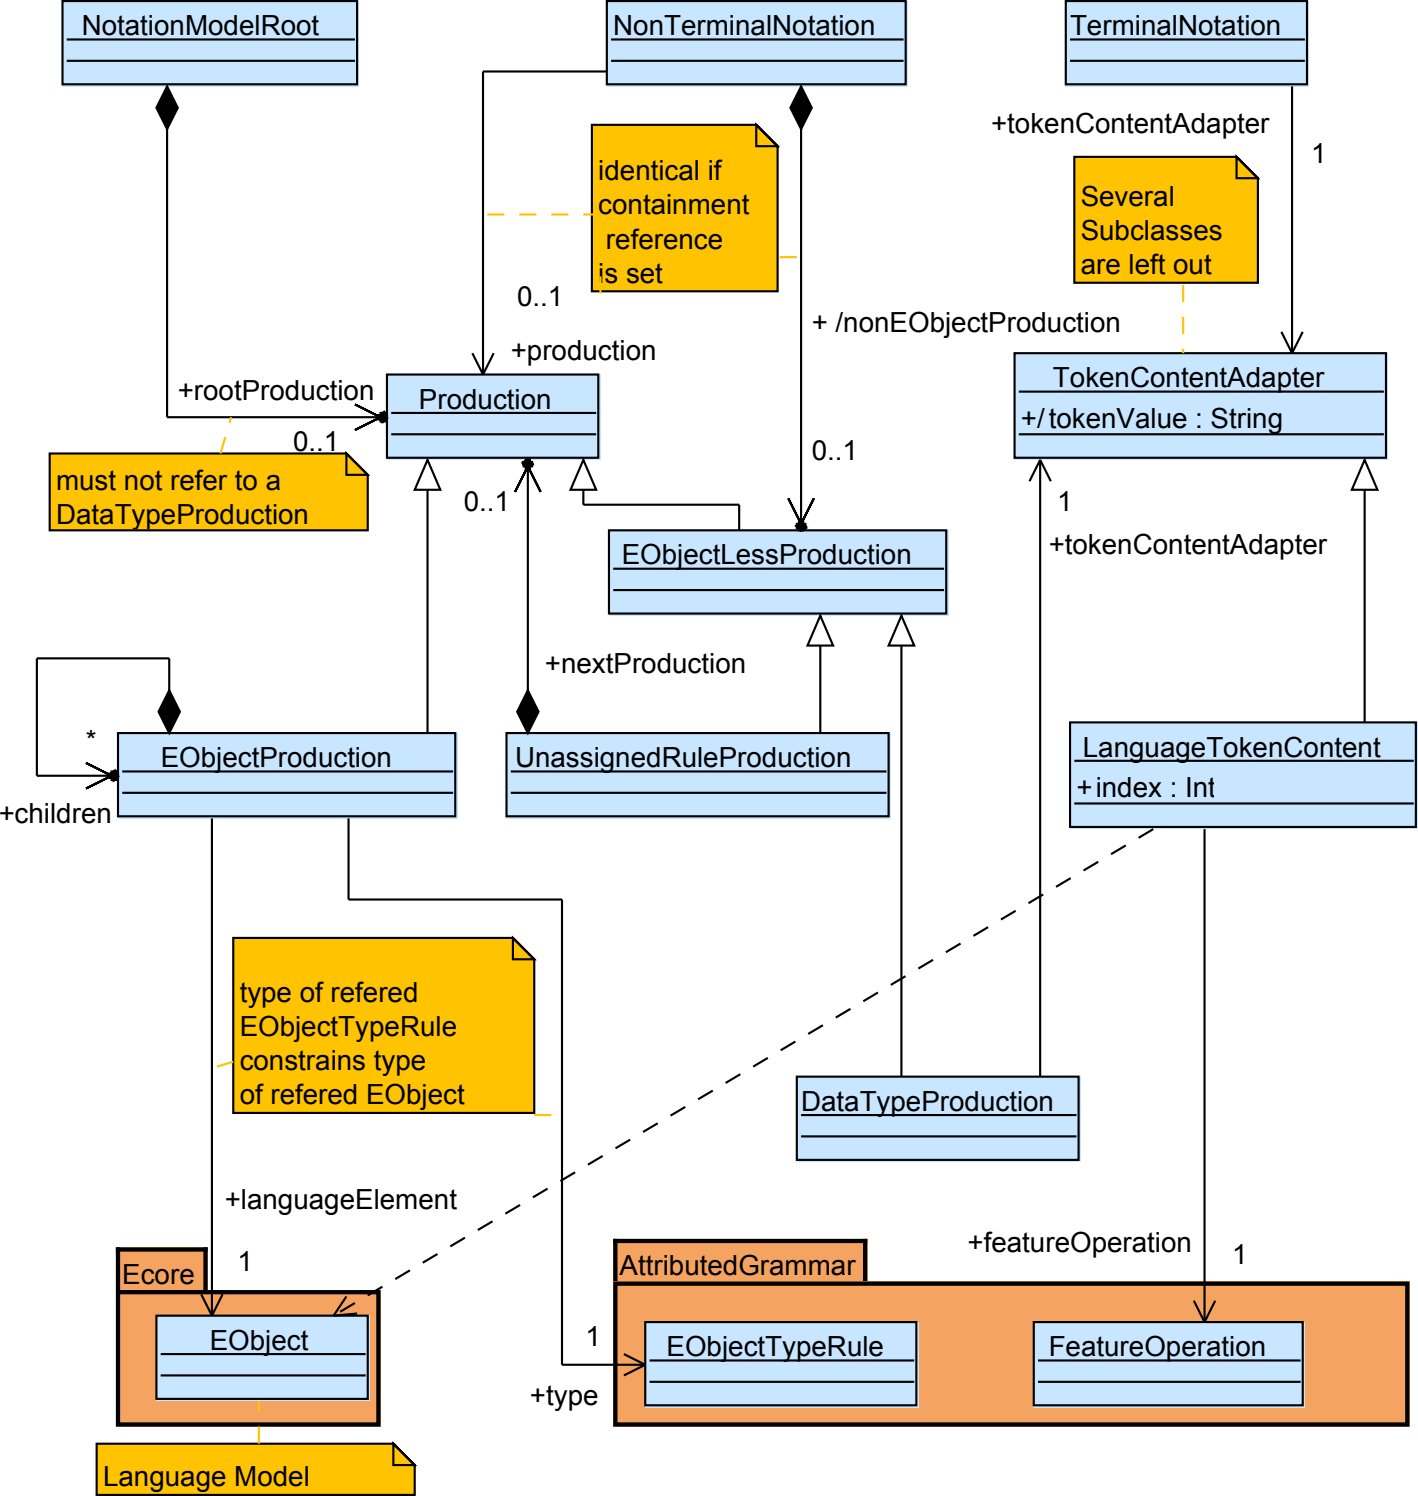 NotationModelRoot
NonTerminalNotation
TerminalNotation
+tokenContentAdapter
1
identical if
containment
reference
is set
Several
Subclasses
are left out
0..1
+ /nonEObjectProduction
+production
+rootProduction
Production
TokenContentAdapter
+/ tokenValue : String
0..1
0..1
must not refer to a
DataTypeProduction
0..1
1
+tokenContentAdapter
EObjectLessProduction
+nextProduction
*
EObjectProduction
UnassignedRuleProduction
LanguageTokenContent
+ index : Int
+children
type of refered
EObjectTypeRule
constrains type
of refered EObject
DataTypeProduction
+languageElement
+featureOperation
1
1
Ecore
AttributedGrammar
EObject
1
EObjectTypeRule
FeatureOperation
+type
Language Model